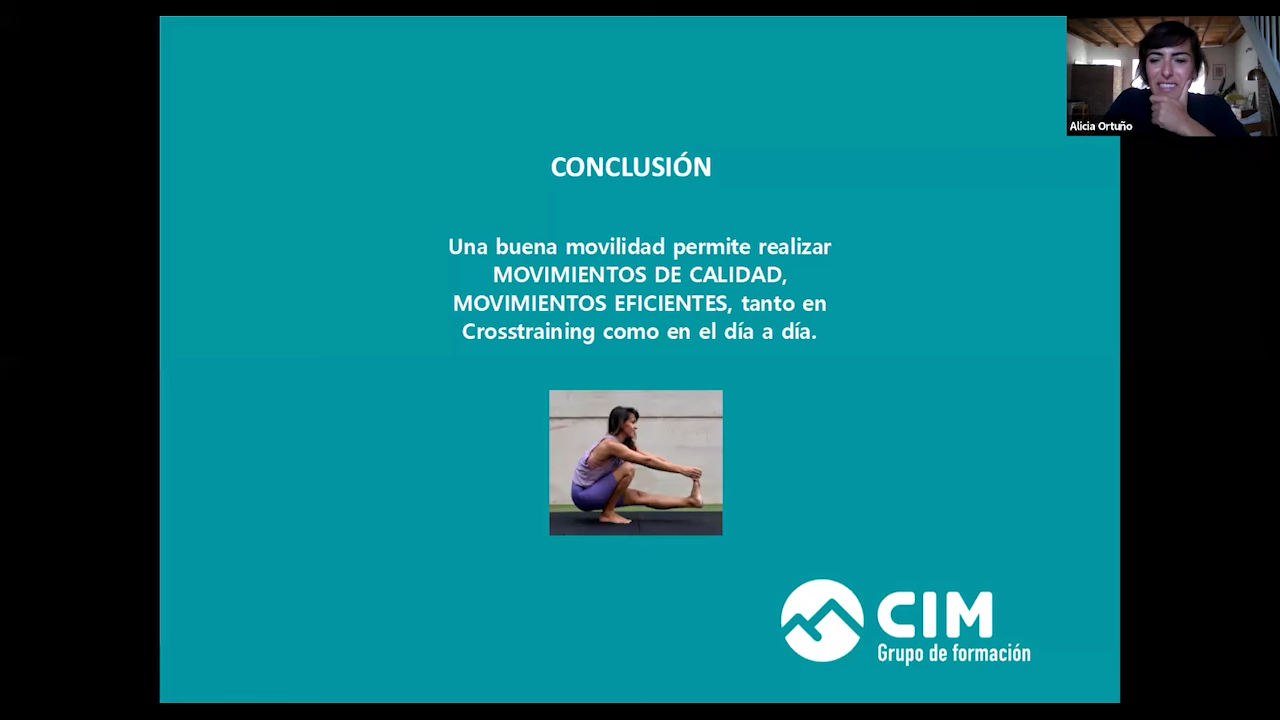 Alicia Ortuño
CONCLUSIÓN
Una buena movilidad permite realizar
MOVIMIENTOS DE CALIDAD,
MOVIMIENTOS EFICIENTES, tanto en
Crosstraining como en el día a día.
CIM
Grupo de formación